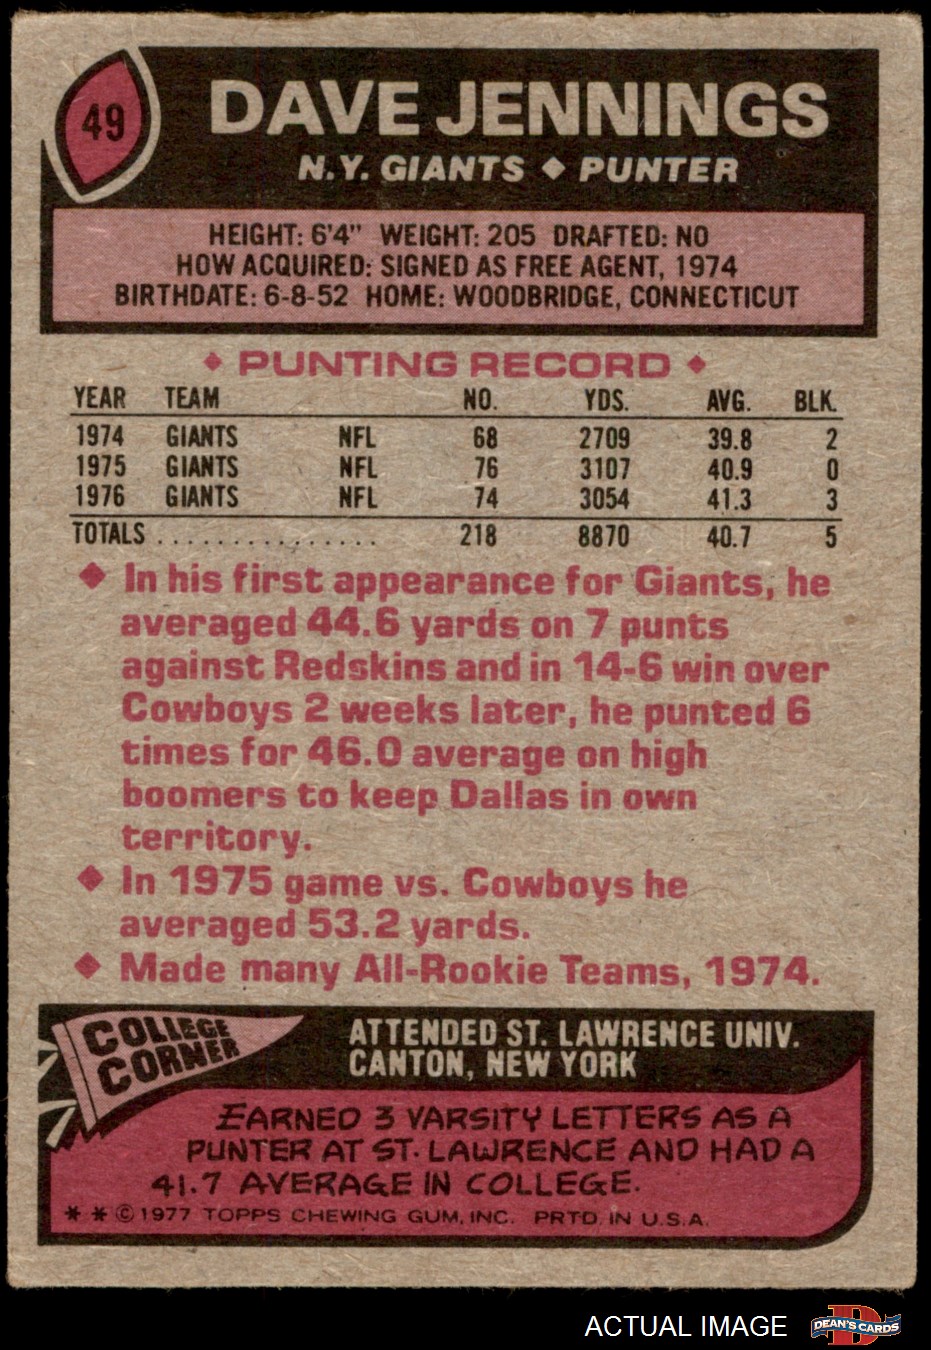 49
DAVE JENNINGS
N.Y. GIANTS ◆ PUNTER
HEIGHT: 6'4" WEIGHT: 205 DRAFTED: NO
HOW ACQUIRED: SIGNED AS FREE AGENT, 1974
BIRTHDATE: 6-8-52 HOME: WOODBRIDGE, CONNECTICUT
◆ PUNTING RECORD ◆
YEAR TEAM NO. YDS. AVG. BLK.
1974 GIANTS NFL 68 2709 39.8 2
1975 GIANTS NFL 76 3107 40.9 0
1976 GIANTS NFL 74 3054 41.3 3
TOTALS . . . . . . . . . . . . . . . 218 8870 40.7 5
◆ In his first appearance for Giants, he
averaged 44.6 yards on 7 punts
against Redskins and in 14-6 win over
Cowboys 2 weeks later, he punted 6
times for 46.0 average on high
boomers to keep Dallas in own
territory.
◆ In 1975 game vs. Cowboys he
averaged 53.2 yards.
◆ Made many All-Rookie Teams, 1974.
COLLEGE
CORNER
ATTENDED ST. LAWRENCE UNIV.
CANTON, NEW YORK
EARNED 3 VARSITY LETTERS AS A
PUNTER AT ST. LAWRENCE AND HAD A
41.7 AVERAGE IN COLLEGE.
* * © 1977 TOPPS CHEWING GUM, INC. PRTD. IN U.S.A.
ACTUAL IMAGE
D
DEAN'S CARDS